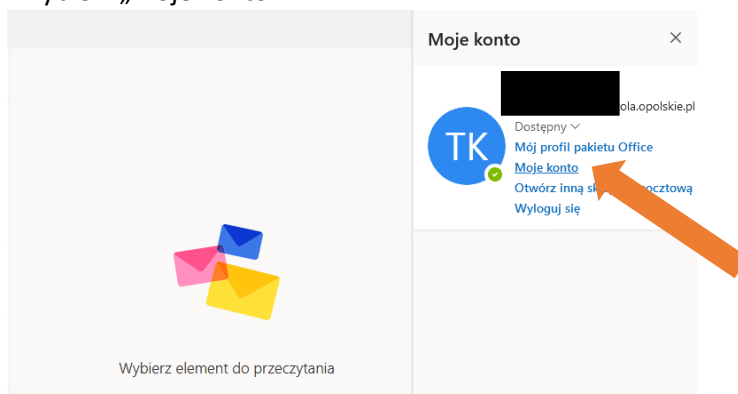 Moje konto
ola.opolskie.pl
TK
Dostępny
Mój profil pakietu Office
Moje konto
Otwórz inną pocztową
Wyloguj się
Wybierz element do przeczytania